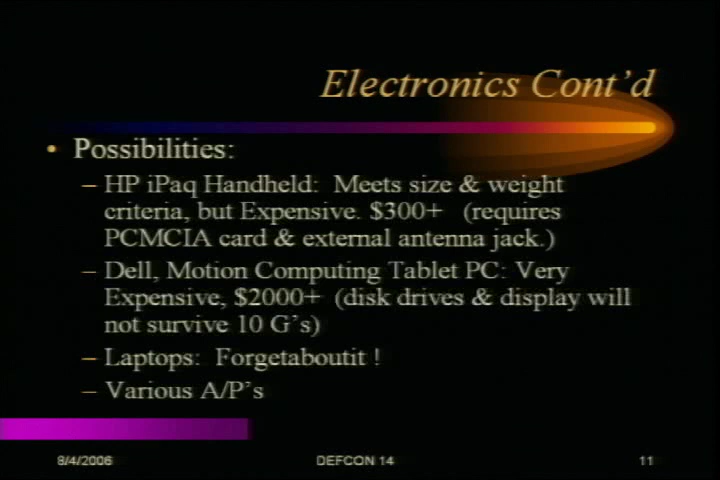 Electronics Cont'd
• Possibilities:
– HP iPaq Handheld: Meets size & weight
criteria, but Expensive. $300+ (requires
PCMCIA card & external antenna jack.)
– Dell, Motion Computing Tablet PC: Very
Expensive, $2000+ (disk drives & display will
not survive 10 G's)
– Laptops: Forgetaboutit !
– Various A/P's
8/4/2006 DEFCON 14 11